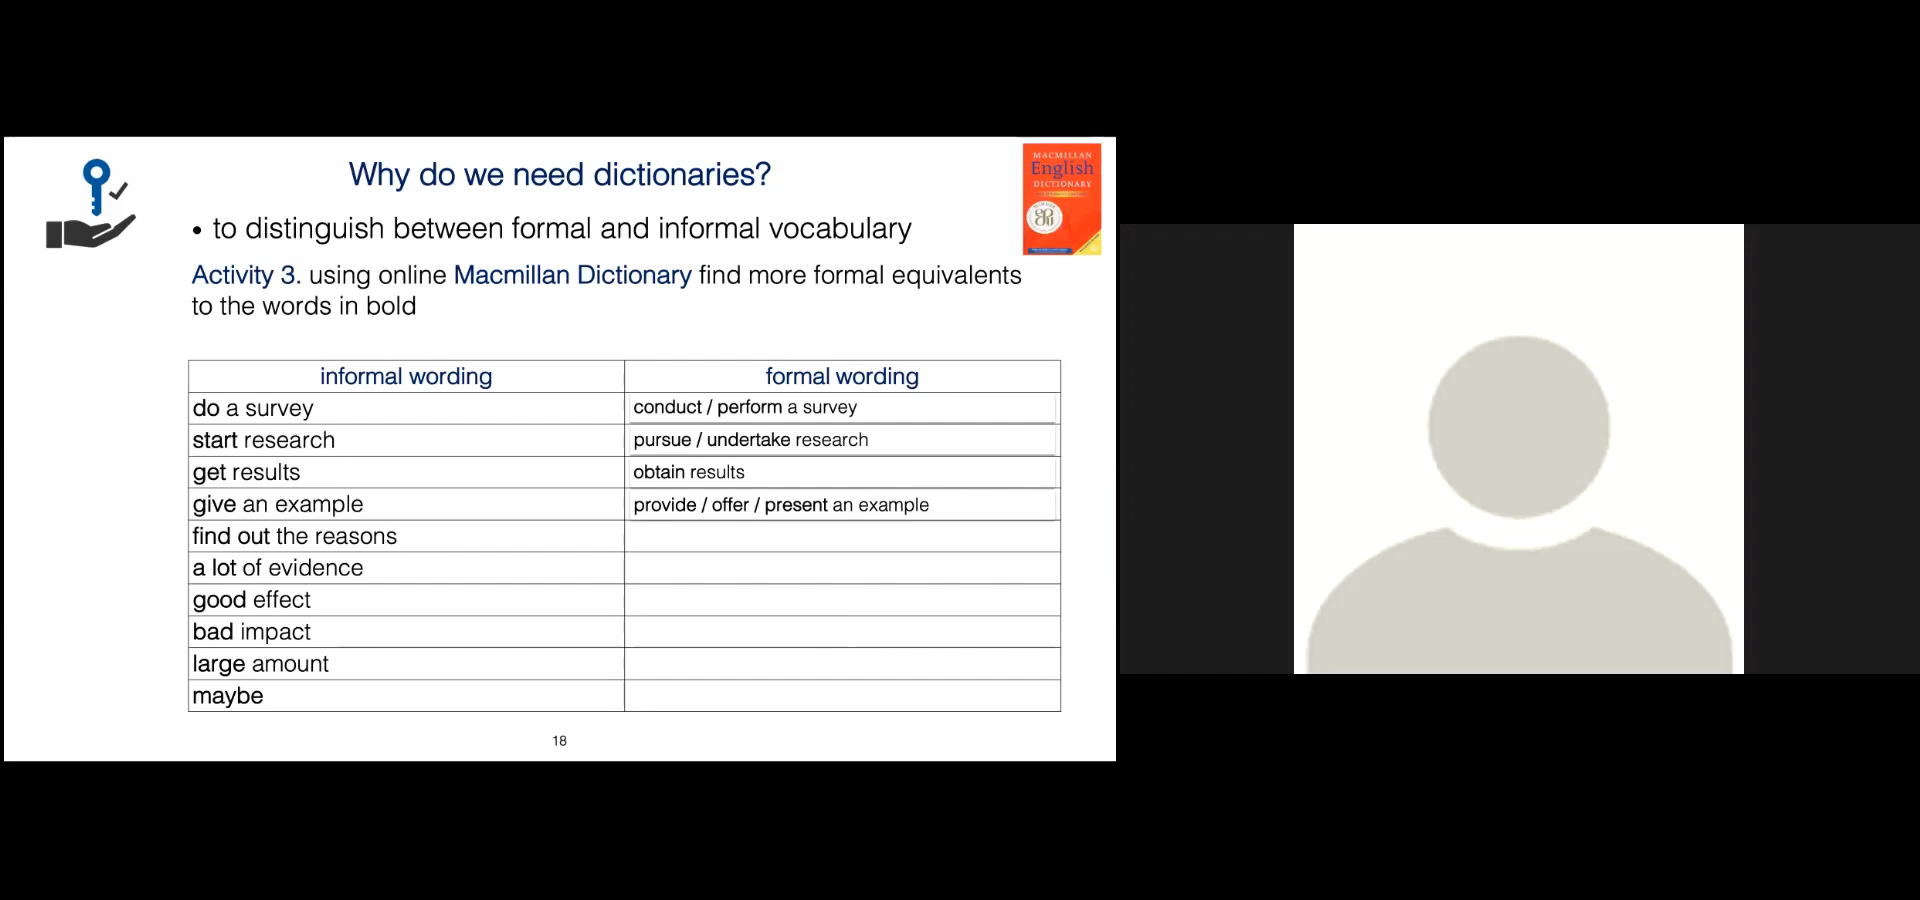 Why do we need dictionaries?
MACMILLAN
English
DICTIONARY
• to distinguish between formal and informal vocabulary
Activity 3. using online Macmillan Dictionary find more formal equivalents
to the words in bold
informal wording
formal wording
do a survey
conduct / perform a survey
start research
pursue / undertake research
get results
obtain results
give an example
provide / offer / present an example
find out the reasons
a lot of evidence
good effect
bad impact
large amount
maybe
18